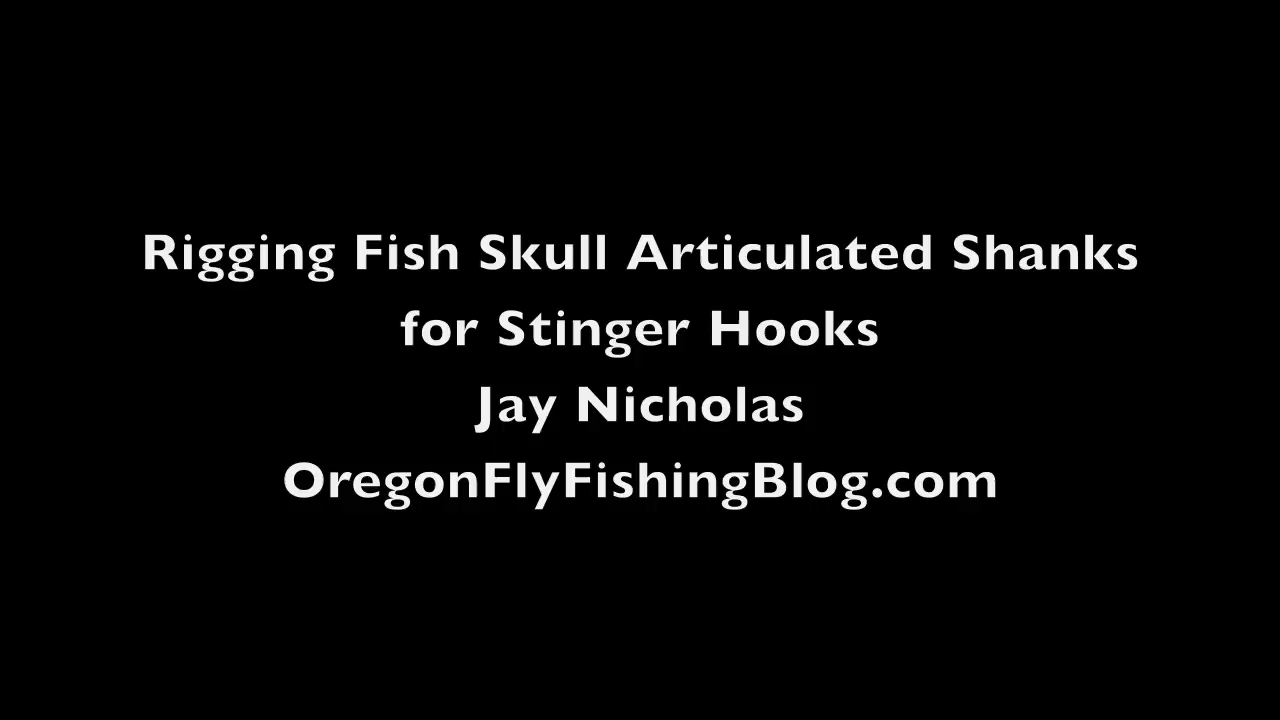 Rigging Fish Skull Articulated Shanks
for Stinger Hooks
Jay Nicholas
OregonFlyFishingBlog.com